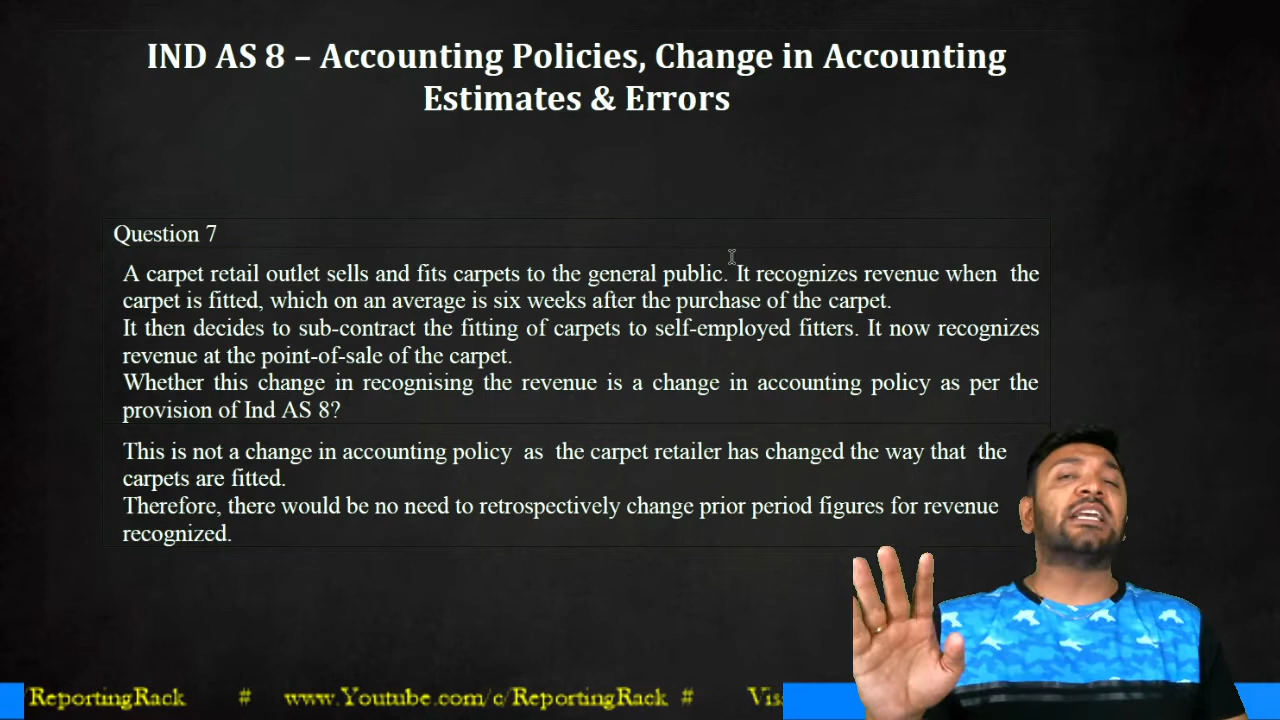 IND AS 8 – Accounting Policies, Change in Accounting
Estimates & Errors
Question 7
A carpet retail outlet sells and fits carpets to the general public. It recognizes revenue when the
carpet is fitted, which on an average is six weeks after the purchase of the carpet.
It then decides to sub-contract the fitting of carpets to self-employed fitters. It now recognizes
revenue at the point-of-sale of the carpet.
Whether this change in recognising the revenue is a change in accounting policy as per the
provision of Ind AS 8?
This is not a change in accounting policy as the carpet retailer has changed the way that the
carpets are fitted.
Therefore, there would be no need to retrospectively change prior period figures for revenue
recognized.
/ReportingRack # www.Youtube.com/c/ReportingRack #